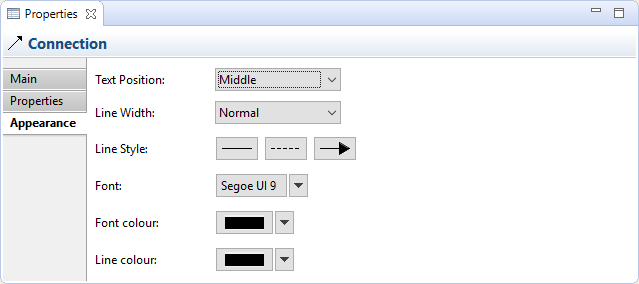 Properties
Connection
Main
Properties
Appearance
Text Position: Middle
Line Width: Normal
Line Style:
Font: Segoe UI 9
Font colour:
Line colour: